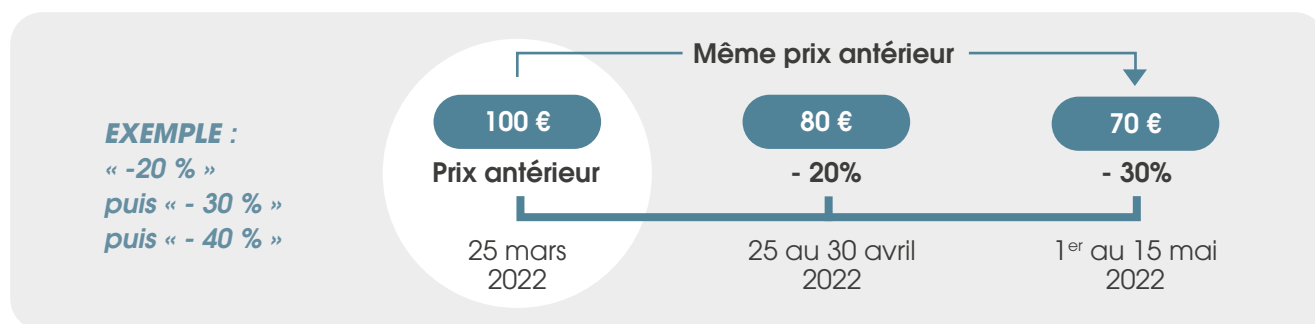 Même prix antérieur
EXEMPLE :
« -20 % »
puis « - 30 % »
puis « - 40 % »
100 €
Prix antérieur
25 mars
2022
80 €
- 20%
25 au 30 avril
2022
70 €
- 30%
1er au 15 mai
2022